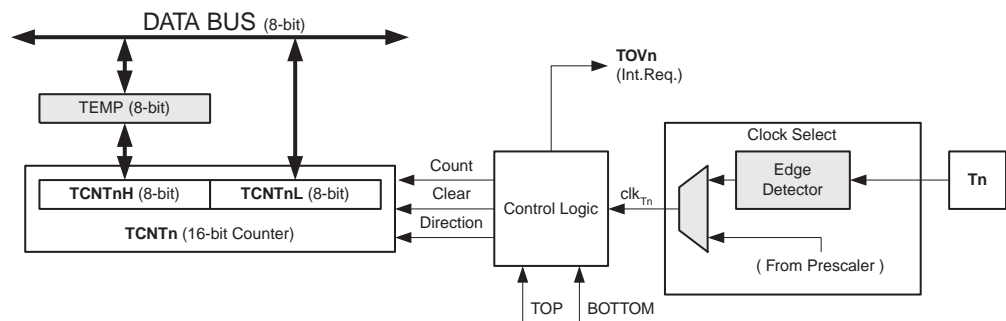 DATA BUS (8-bit)
TOVn
(Int.Req.)
TEMP (8-bit)
Clock Select
Count
Edge
Detector
Tn
TCNTnH (8-bit)
TCNTnL (8-bit)
Clear
Control Logic
clkTn
Direction
TCNTn (16-bit Counter)
( From Prescaler )
TOP
BOTTOM